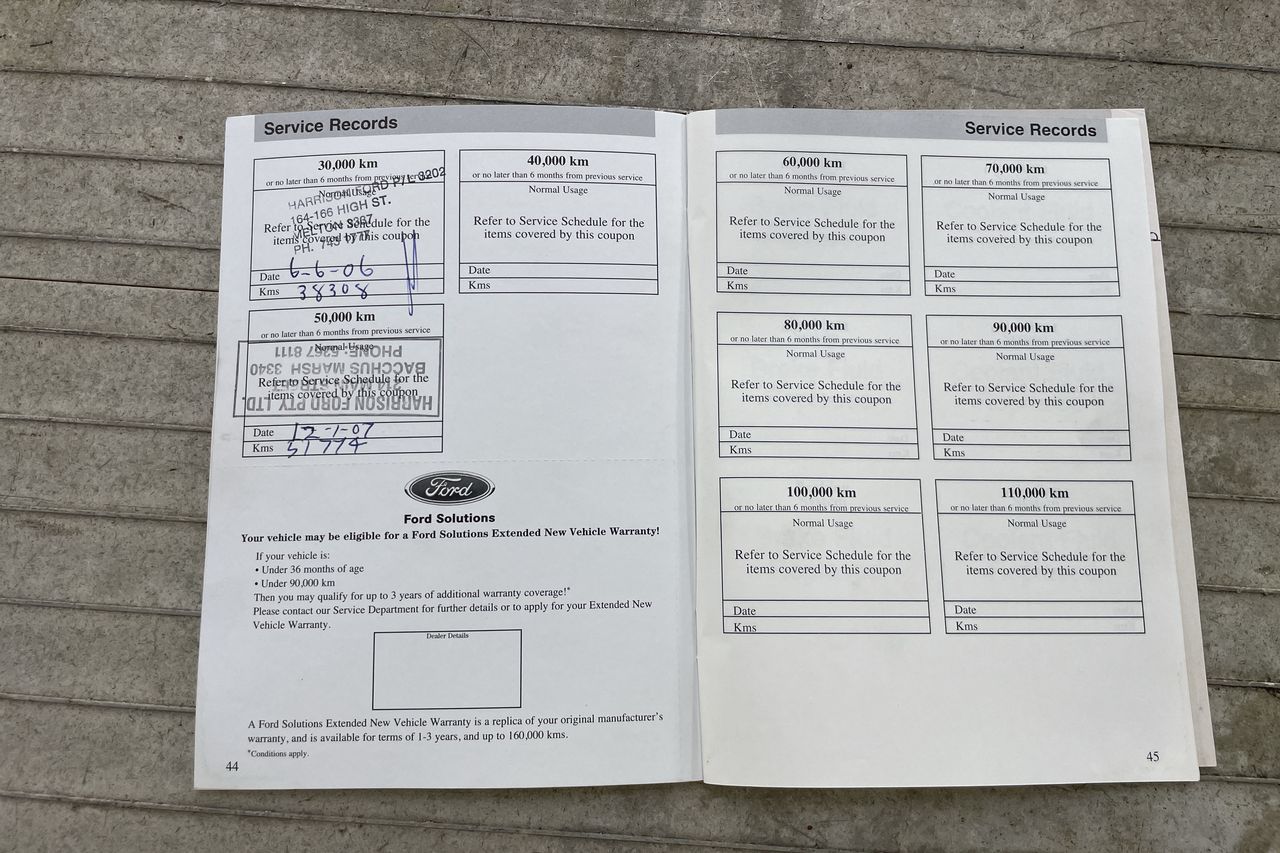 Service Records
30,000 km
or no later than 6 months from previous service
Normal Usage
HARRISON FORD P/L 0202
164-166 HIGH ST.
MELTON 3337
PH.
Refer to Service Schedule for the
items covered by this coupon
Date 6-6-06
Kms 38308
40,000 km
or no later than 6 months from previous service
Normal Usage
Refer to Service Schedule for the
items covered by this coupon
Date
Kms
50,000 km
or no later than 6 months from previous service
Normal Usage
Refer to Service Schedule for the
items covered by this coupon
HARRISON FORD PTY. LTD.
BACCHUS MARSH 3340
PHONE: 5367 8111
Date 12-1-07
Kms 51774
Ford
Ford Solutions
Your vehicle may be eligible for a Ford Solutions Extended New Vehicle Warranty!
If your vehicle is:
• Under 36 months of age
• Under 90,000 km
Then you may qualify for up to 3 years of additional warranty coverage!*
Please contact our Service Department for further details or to apply for your Extended New
Vehicle Warranty.
Dealer Details
A Ford Solutions Extended New Vehicle Warranty is a replica of your original manufacturer's
warranty, and is available for terms of 1-3 years, and up to 160,000 kms.
*Conditions apply.
44
Service Records
60,000 km
or no later than 6 months from previous service
Normal Usage
Refer to Service Schedule for the
items covered by this coupon
Date
Kms
70,000 km
or no later than 6 months from previous service
Normal Usage
Refer to Service Schedule for the
items covered by this coupon
Date
Kms
80,000 km
or no later than 6 months from previous service
Normal Usage
Refer to Service Schedule for the
items covered by this coupon
Date
Kms
90,000 km
or no later than 6 months from previous service
Normal Usage
Refer to Service Schedule for the
items covered by this coupon
Date
Kms
100,000 km
or no later than 6 months from previous service
Normal Usage
Refer to Service Schedule for the
items covered by this coupon
Date
Kms
110,000 km
or no later than 6 months from previous service
Normal Usage
Refer to Service Schedule for the
items covered by this coupon
Date
Kms
45